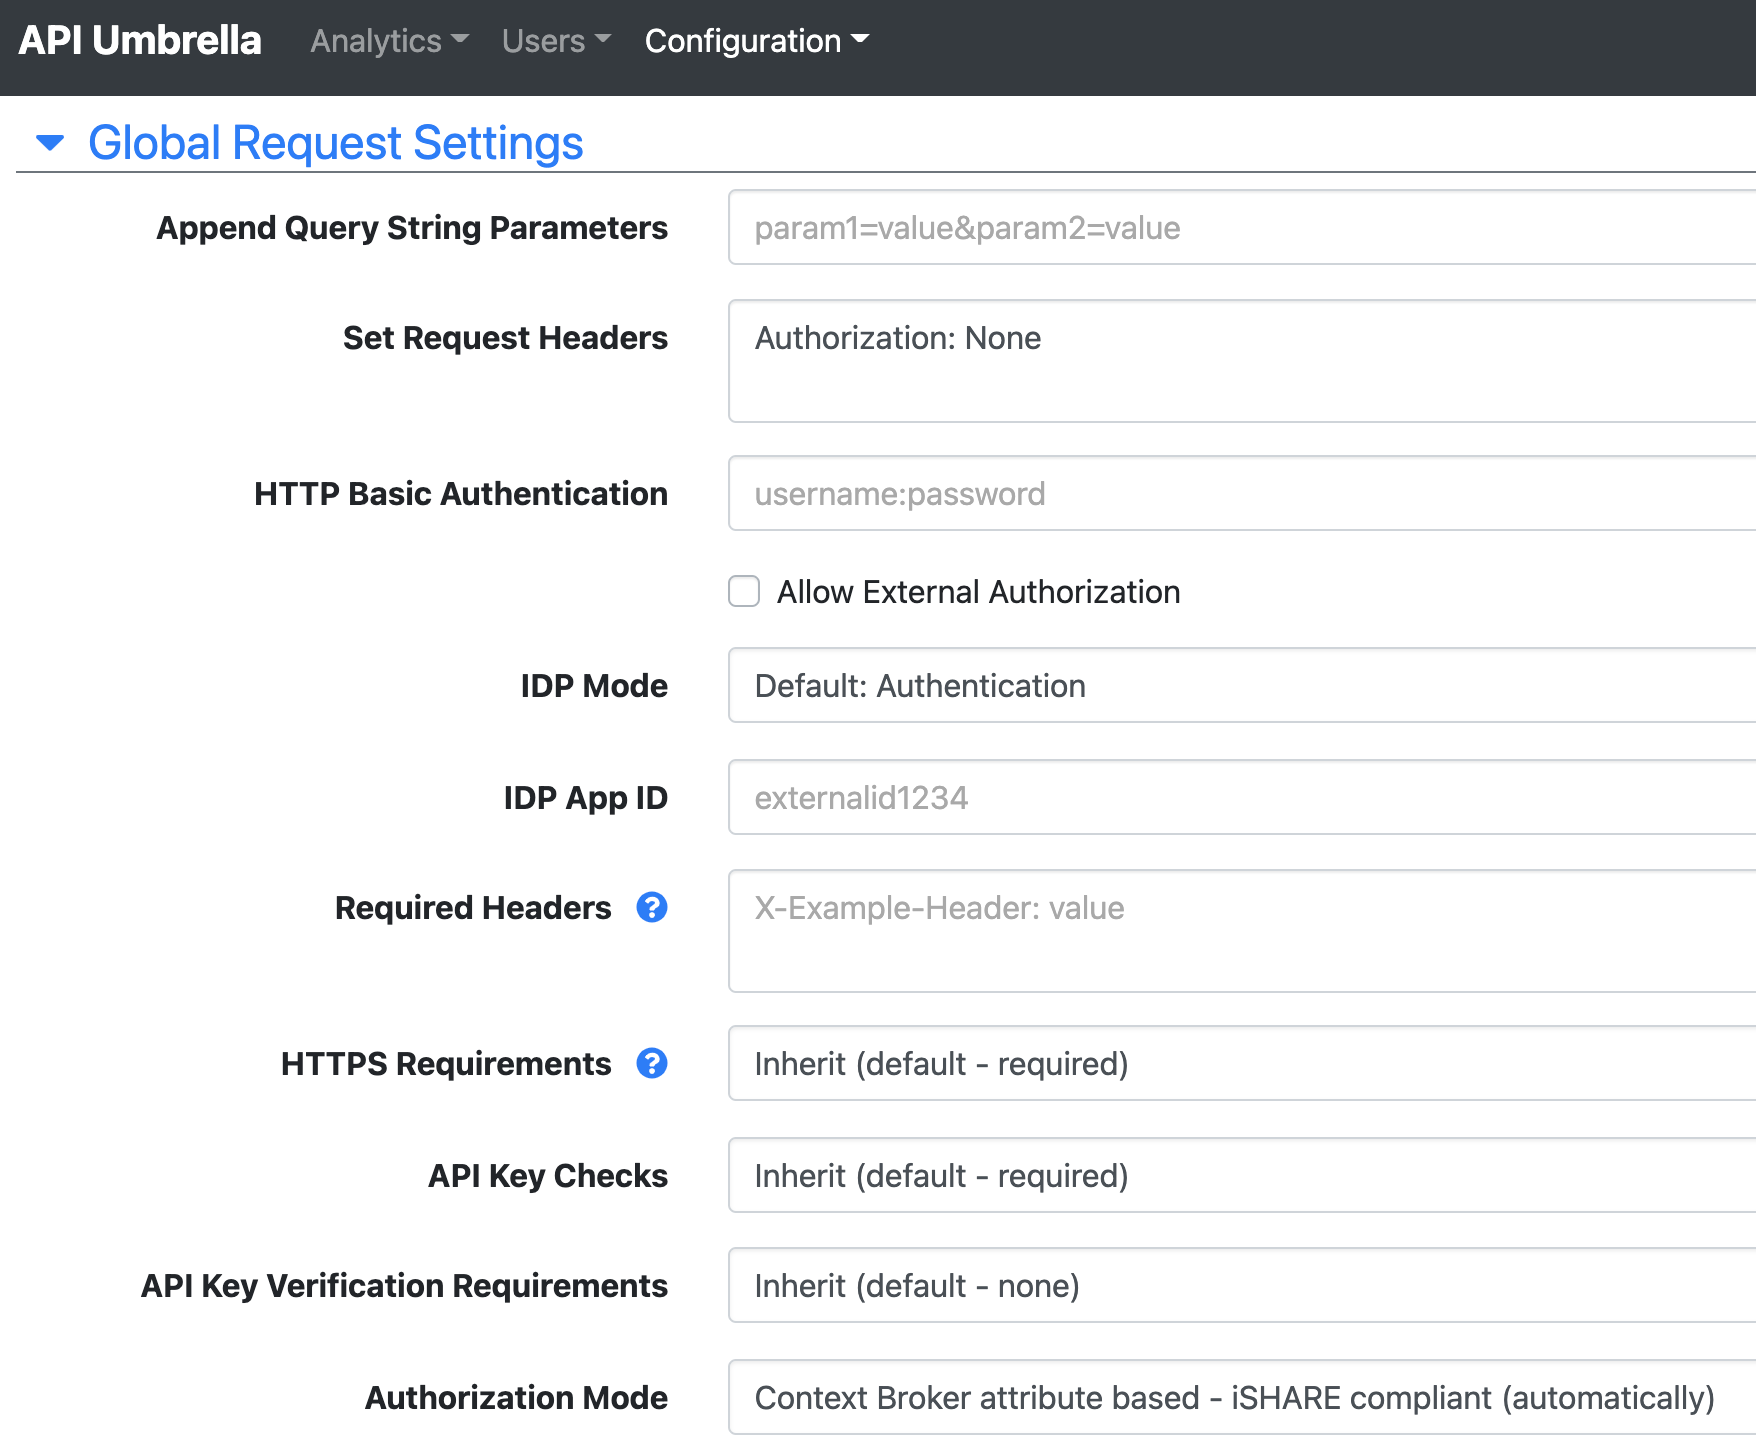 API Umbrella Analytics Users Configuration
Global Request Settings
Append Query String Parameters param1=value&param2=value
Set Request Headers Authorization: None
HTTP Basic Authentication username:password
Allow External Authorization
IDP Mode Default: Authentication
IDP App ID externalid1234
Required Headers ? X-Example-Header: value
HTTPS Requirements ? Inherit (default - required)
API Key Checks Inherit (default - required)
API Key Verification Requirements Inherit (default - none)
Authorization Mode Context Broker attribute based - iSHARE compliant (automatically)